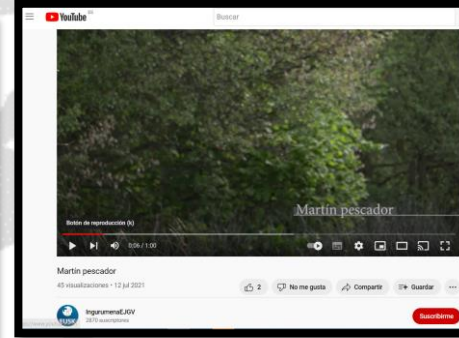 YouTube
Buscar
Martín pescador
Botón de reproducción (k)
0:06 / 1:00
Martín pescador
45 visualizaciones • 12 jul 2021
2
No me gusta
Compartir
Guardar
IngurumenaEJGV
2870 suscriptores
Suscribirme